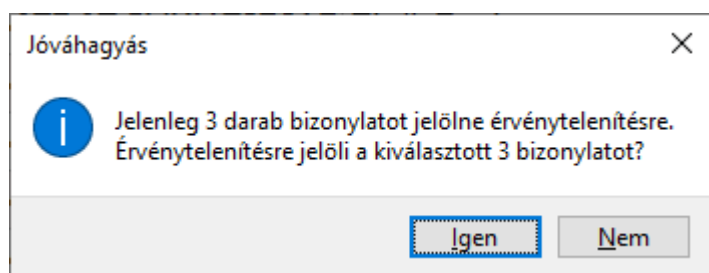 Jóváhagyás
Jelenleg 3 darab bizonylatot jelölne érvénytelenítésre.
Érvénytelenítésre jelöli a kiválasztott 3 bizonylatot?
Igen
Nem